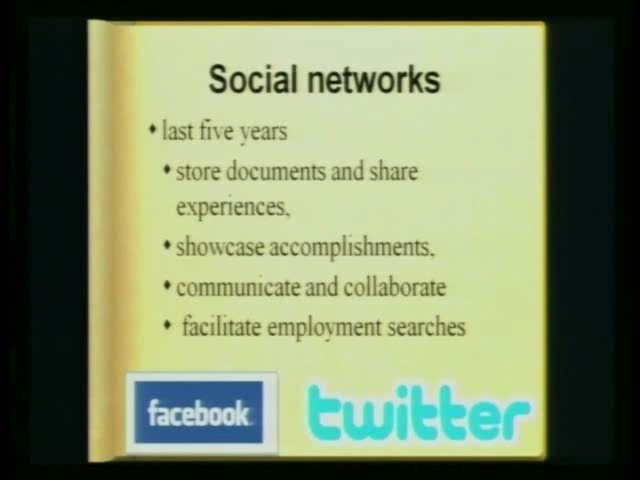 Social networks
last five years
store documents and share
experiences,
showcase accomplishments,
communicate and collaborate
facilitate employment searches
facebook
twitter